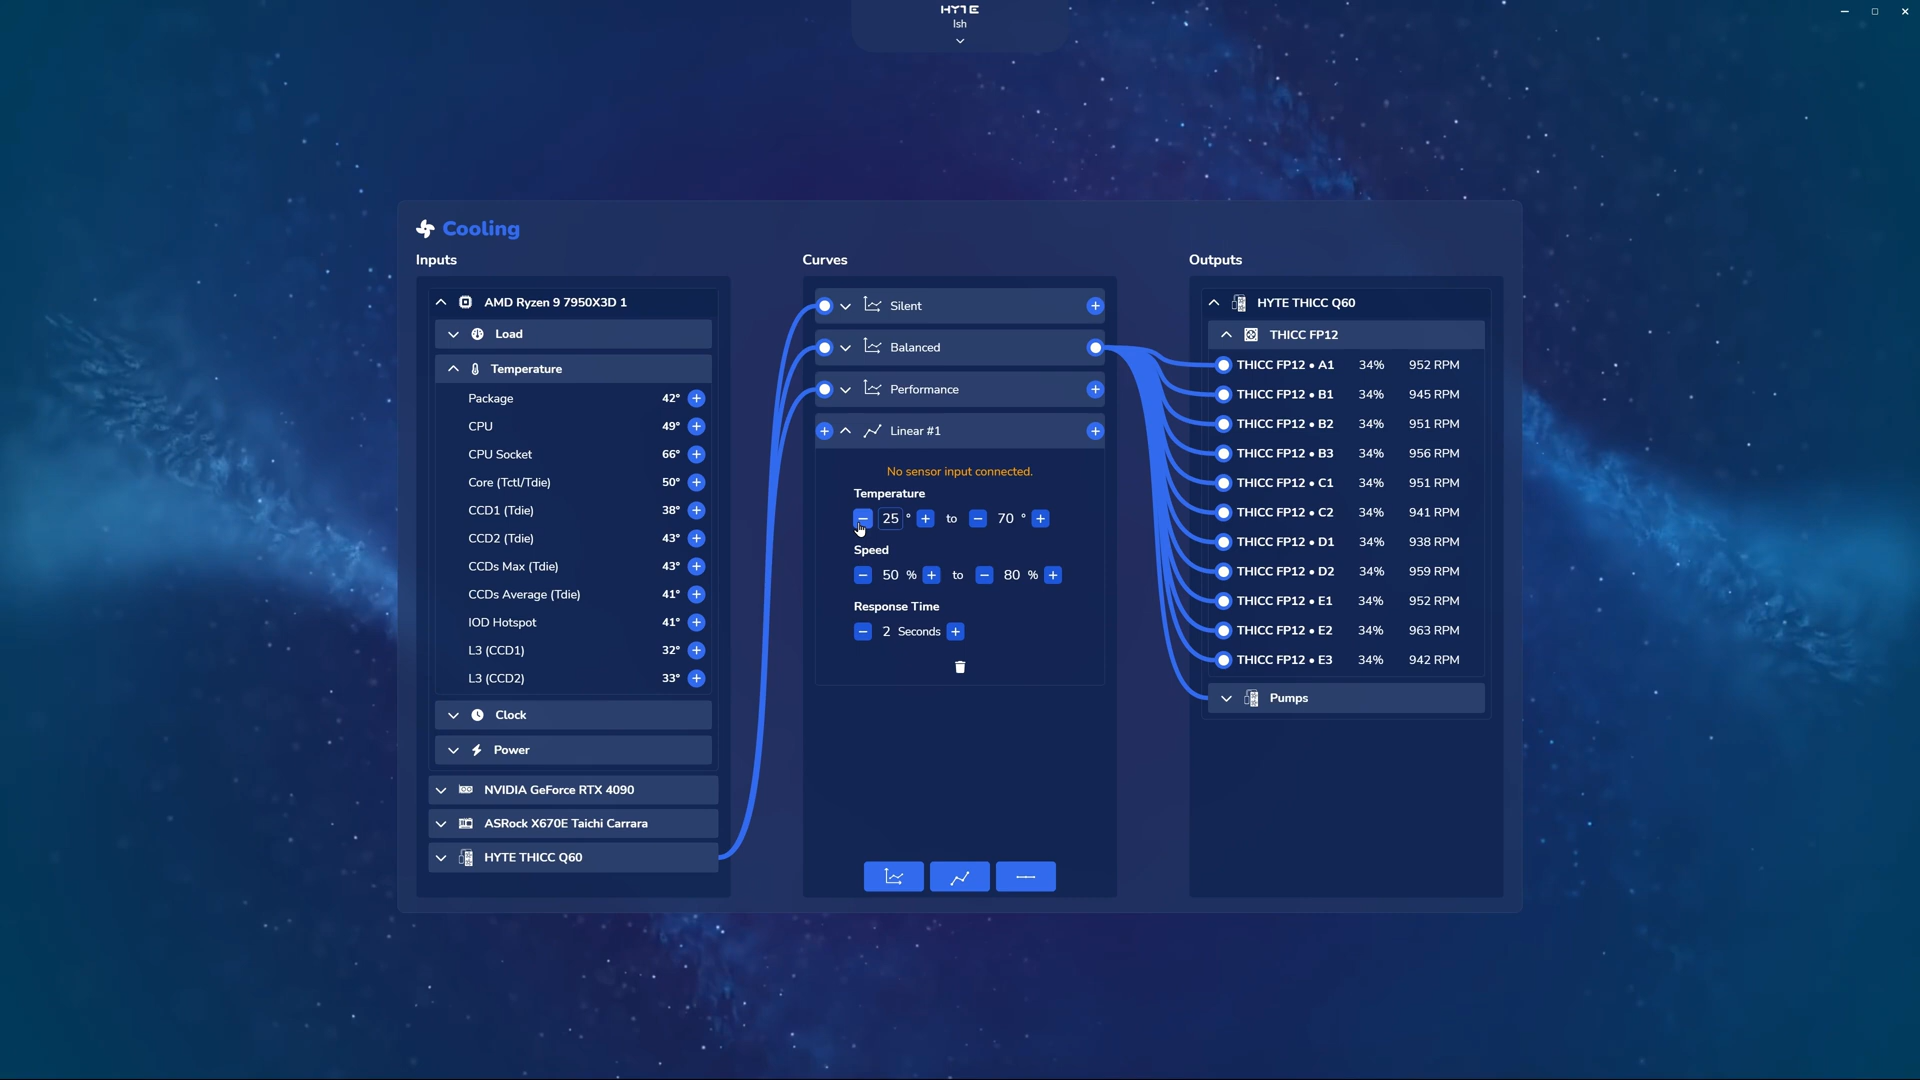 HYTE
Ish
Cooling
Inputs
AMD Ryzen 9 7950X3D 1
Load
Temperature
Package 42°
CPU 49°
CPU Socket 66°
Core (Tctl/Tdie) 50°
CCD1 (Tdie) 38°
CCD2 (Tdie) 43°
CCDs Max (Tdie) 43°
CCDs Average (Tdie) 41°
IOD Hotspot 41°
L3 (CCD1) 32°
L3 (CCD2) 33°
Clock
Power
NVIDIA GeForce RTX 4090
ASRock X670E Taichi Carrara
HYTE THICC Q60
Curves
Silent
Balanced
Performance
Linear #1
No sensor input connected.
Temperature
25 ° to 70 °
Speed
50 % to 80 %
Response Time
2 Seconds
Outputs
HYTE THICC Q60
THICC FP12
THICC FP12 • A1 34% 952 RPM
THICC FP12 • B1 34% 945 RPM
THICC FP12 • B2 34% 951 RPM
THICC FP12 • B3 34% 956 RPM
THICC FP12 • C1 34% 951 RPM
THICC FP12 • C2 34% 941 RPM
THICC FP12 • D1 34% 938 RPM
THICC FP12 • D2 34% 959 RPM
THICC FP12 • E1 34% 952 RPM
THICC FP12 • E2 34% 963 RPM
THICC FP12 • E3 34% 942 RPM
Pumps